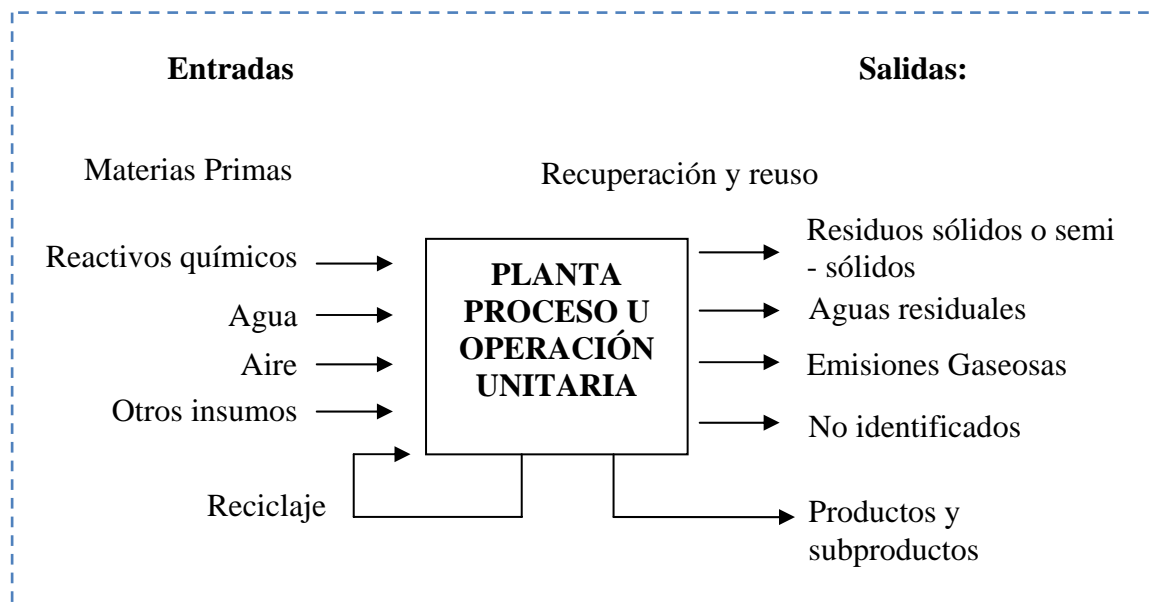 Entradas
Salidas:
Materias Primas
Recuperación y reuso
Reactivos químicos
Agua
Aire
Otros insumos
Reciclaje
PLANTA
PROCESO U
OPERACIÓN
UNITARIA
Residuos sólidos o semi
- sólidos
Aguas residuales
Emisiones Gaseosas
No identificados
Productos y
subproductos